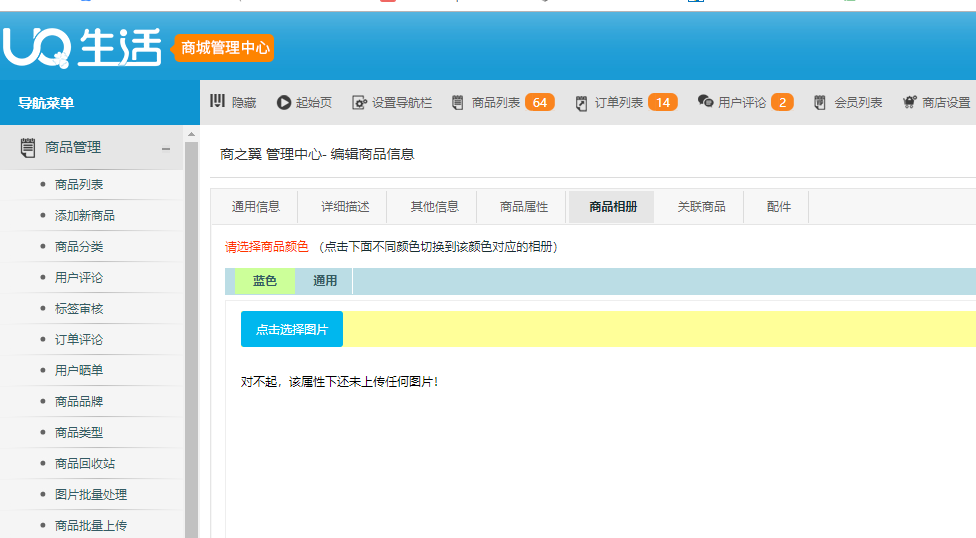 UQ生活 商城管理中心
导航菜单
隐藏 起始页 设置导航栏 商品列表 64 订单列表 14 用户评论 2 会员列表 商店设置
商品管理
商品列表
添加新商品
商品分类
用户评论
标签审核
订单评论
用户晒单
商品品牌
商品类型
商品回收站
图片批量处理
商品批量上传
商之翼 管理中心- 编辑商品信息
通用信息 详细描述 其他信息 商品属性 商品相册 关联商品 配件
请选择商品颜色 （点击下面不同颜色切换到该颜色对应的相册）
蓝色 通用
点击选择图片
对不起，该属性下还未上传任何图片！